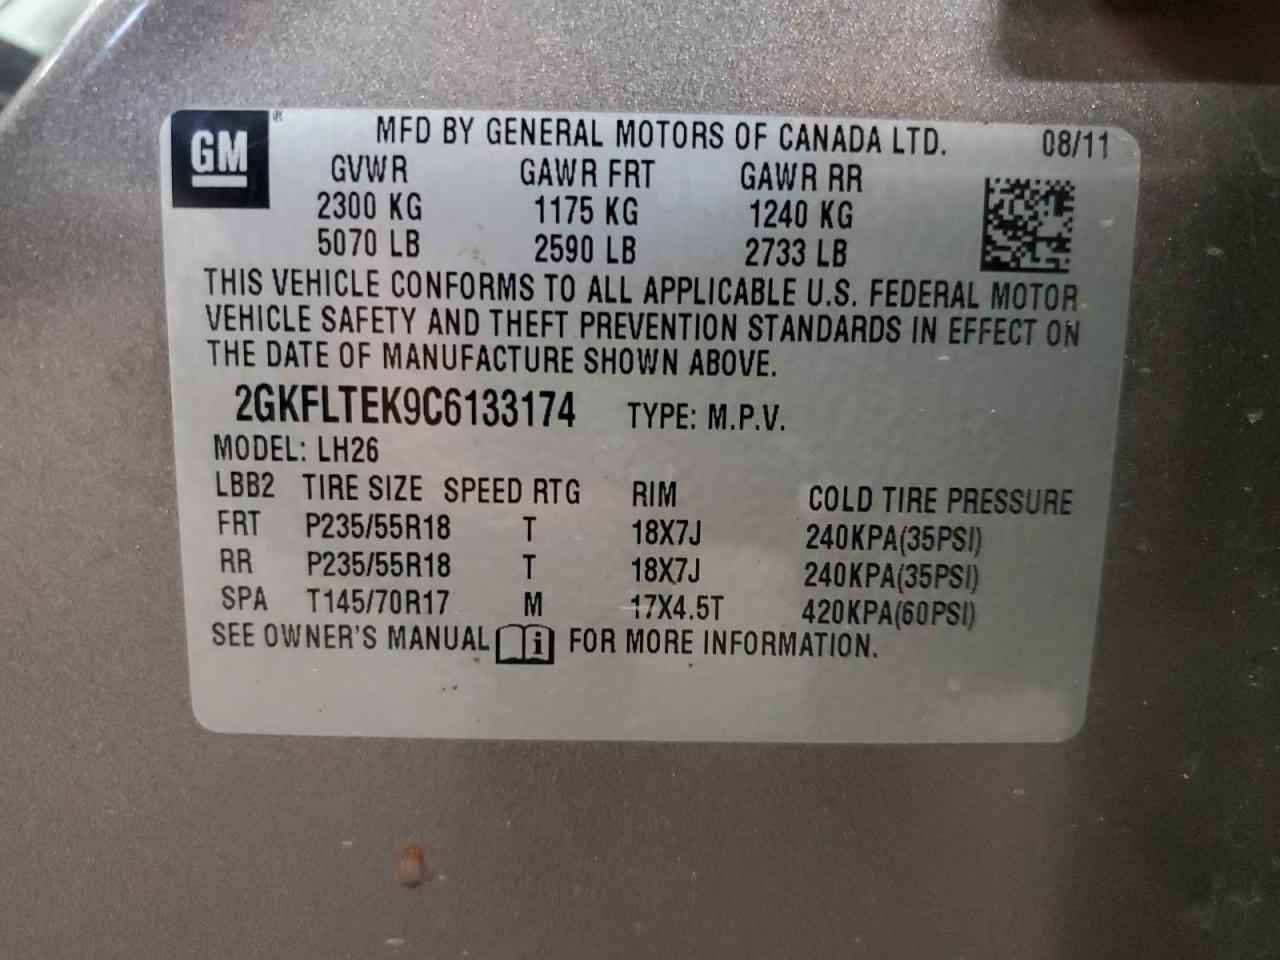 GM ®
MFD BY GENERAL MOTORS OF CANADA LTD. 08/11
GVWR GAWR FRT GAWR RR
2300 KG 1175 KG 1240 KG
5070 LB 2590 LB 2733 LB
THIS VEHICLE CONFORMS TO ALL APPLICABLE U.S. FEDERAL MOTOR
VEHICLE SAFETY AND THEFT PREVENTION STANDARDS IN EFFECT ON
THE DATE OF MANUFACTURE SHOWN ABOVE.
2GKFLTEK9C6133174 TYPE: M.P.V.
MODEL: LH26
LBB2 TIRE SIZE SPEED RTG RIM COLD TIRE PRESSURE
FRT P235/55R18 T 18X7J 240KPA(35PSI)
RR P235/55R18 T 18X7J 240KPA(35PSI)
SPA T145/70R17 M 17X4.5T 420KPA(60PSI)
SEE OWNER'S MANUAL i FOR MORE INFORMATION.